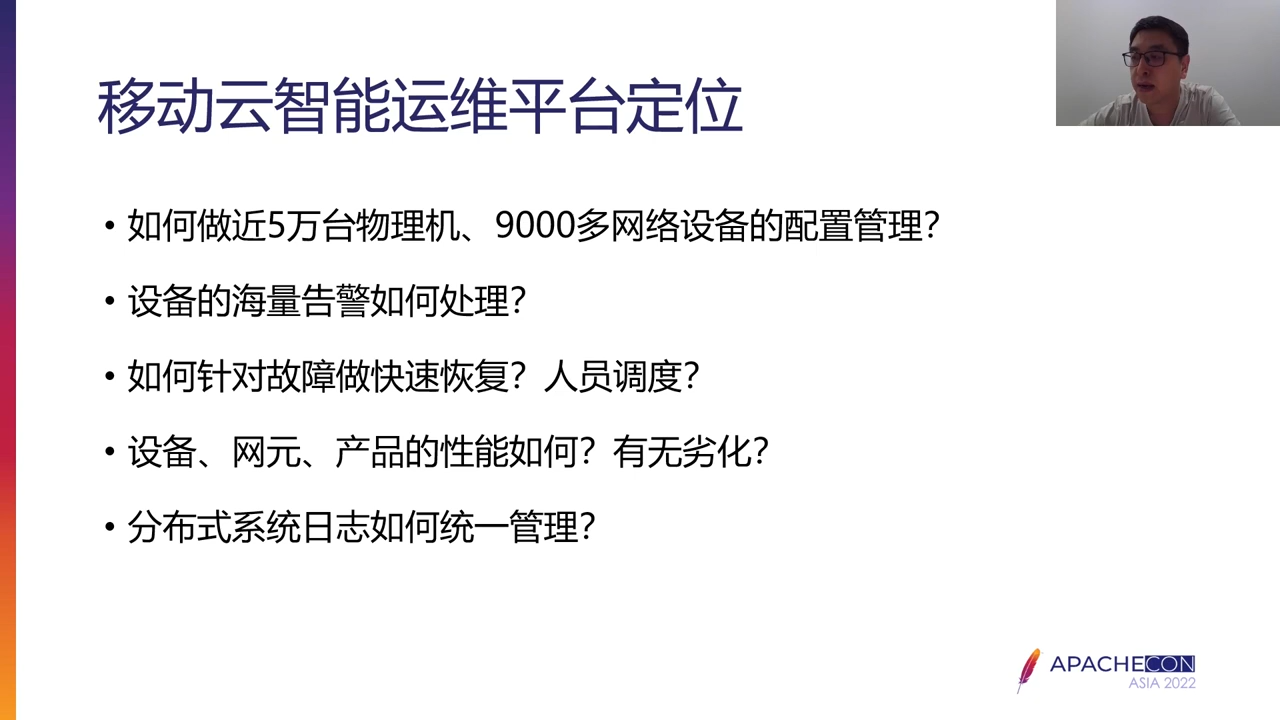 移动云智能运维平台定位
• 如何做近5万台物理机、9000多网络设备的配置管理？
• 设备的海量告警如何处理？
• 如何针对故障做快速恢复？人员调度？
• 设备、网元、产品的性能如何？有无劣化？
• 分布式系统日志如何统一管理？
APACHECON
ASIA 2022